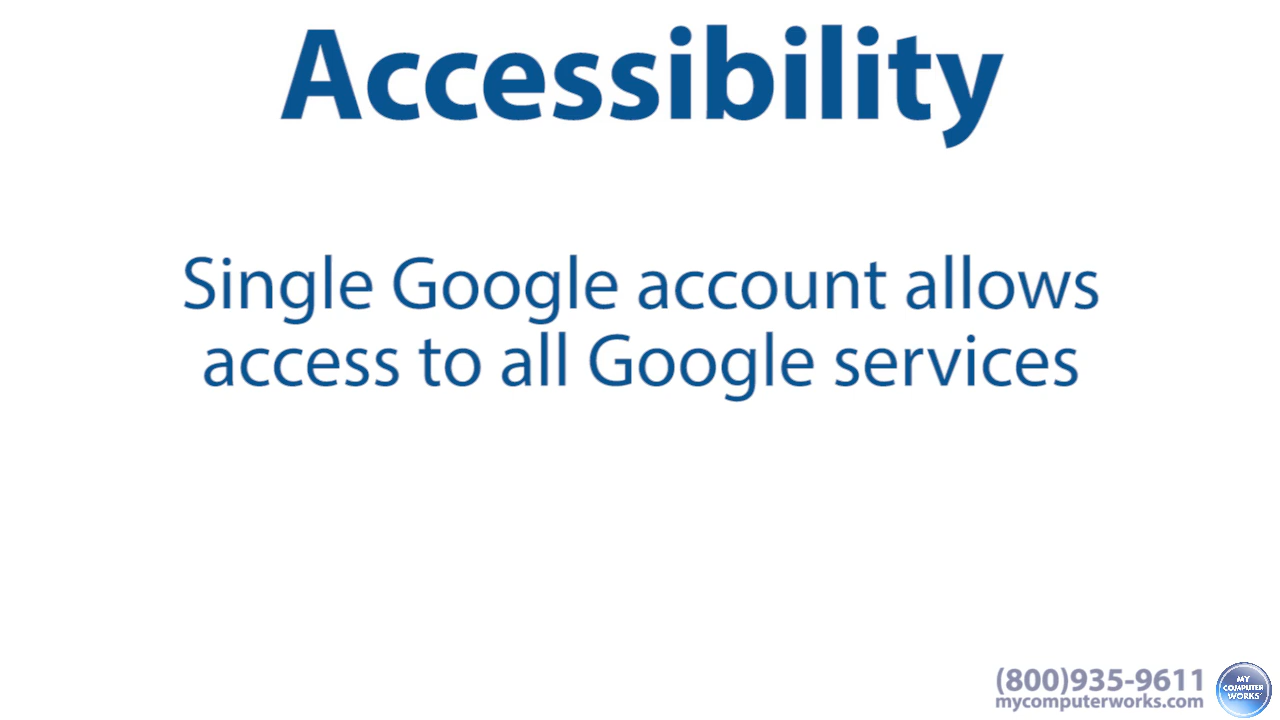 Accessibility
Single Google account allows
access to all Google services
(800)935-9611
mycomputerworks.com
MY
COMPUTER
WORKS